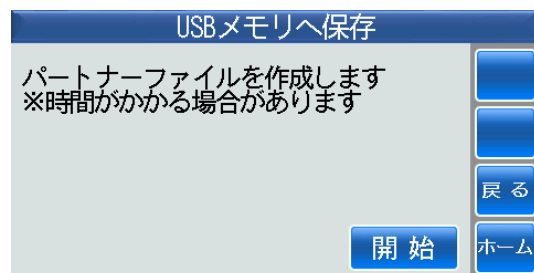 USBメモリへ保存
パートナーファイルを作成します
※時間がかかる場合があります
戻る
開始
ホーム